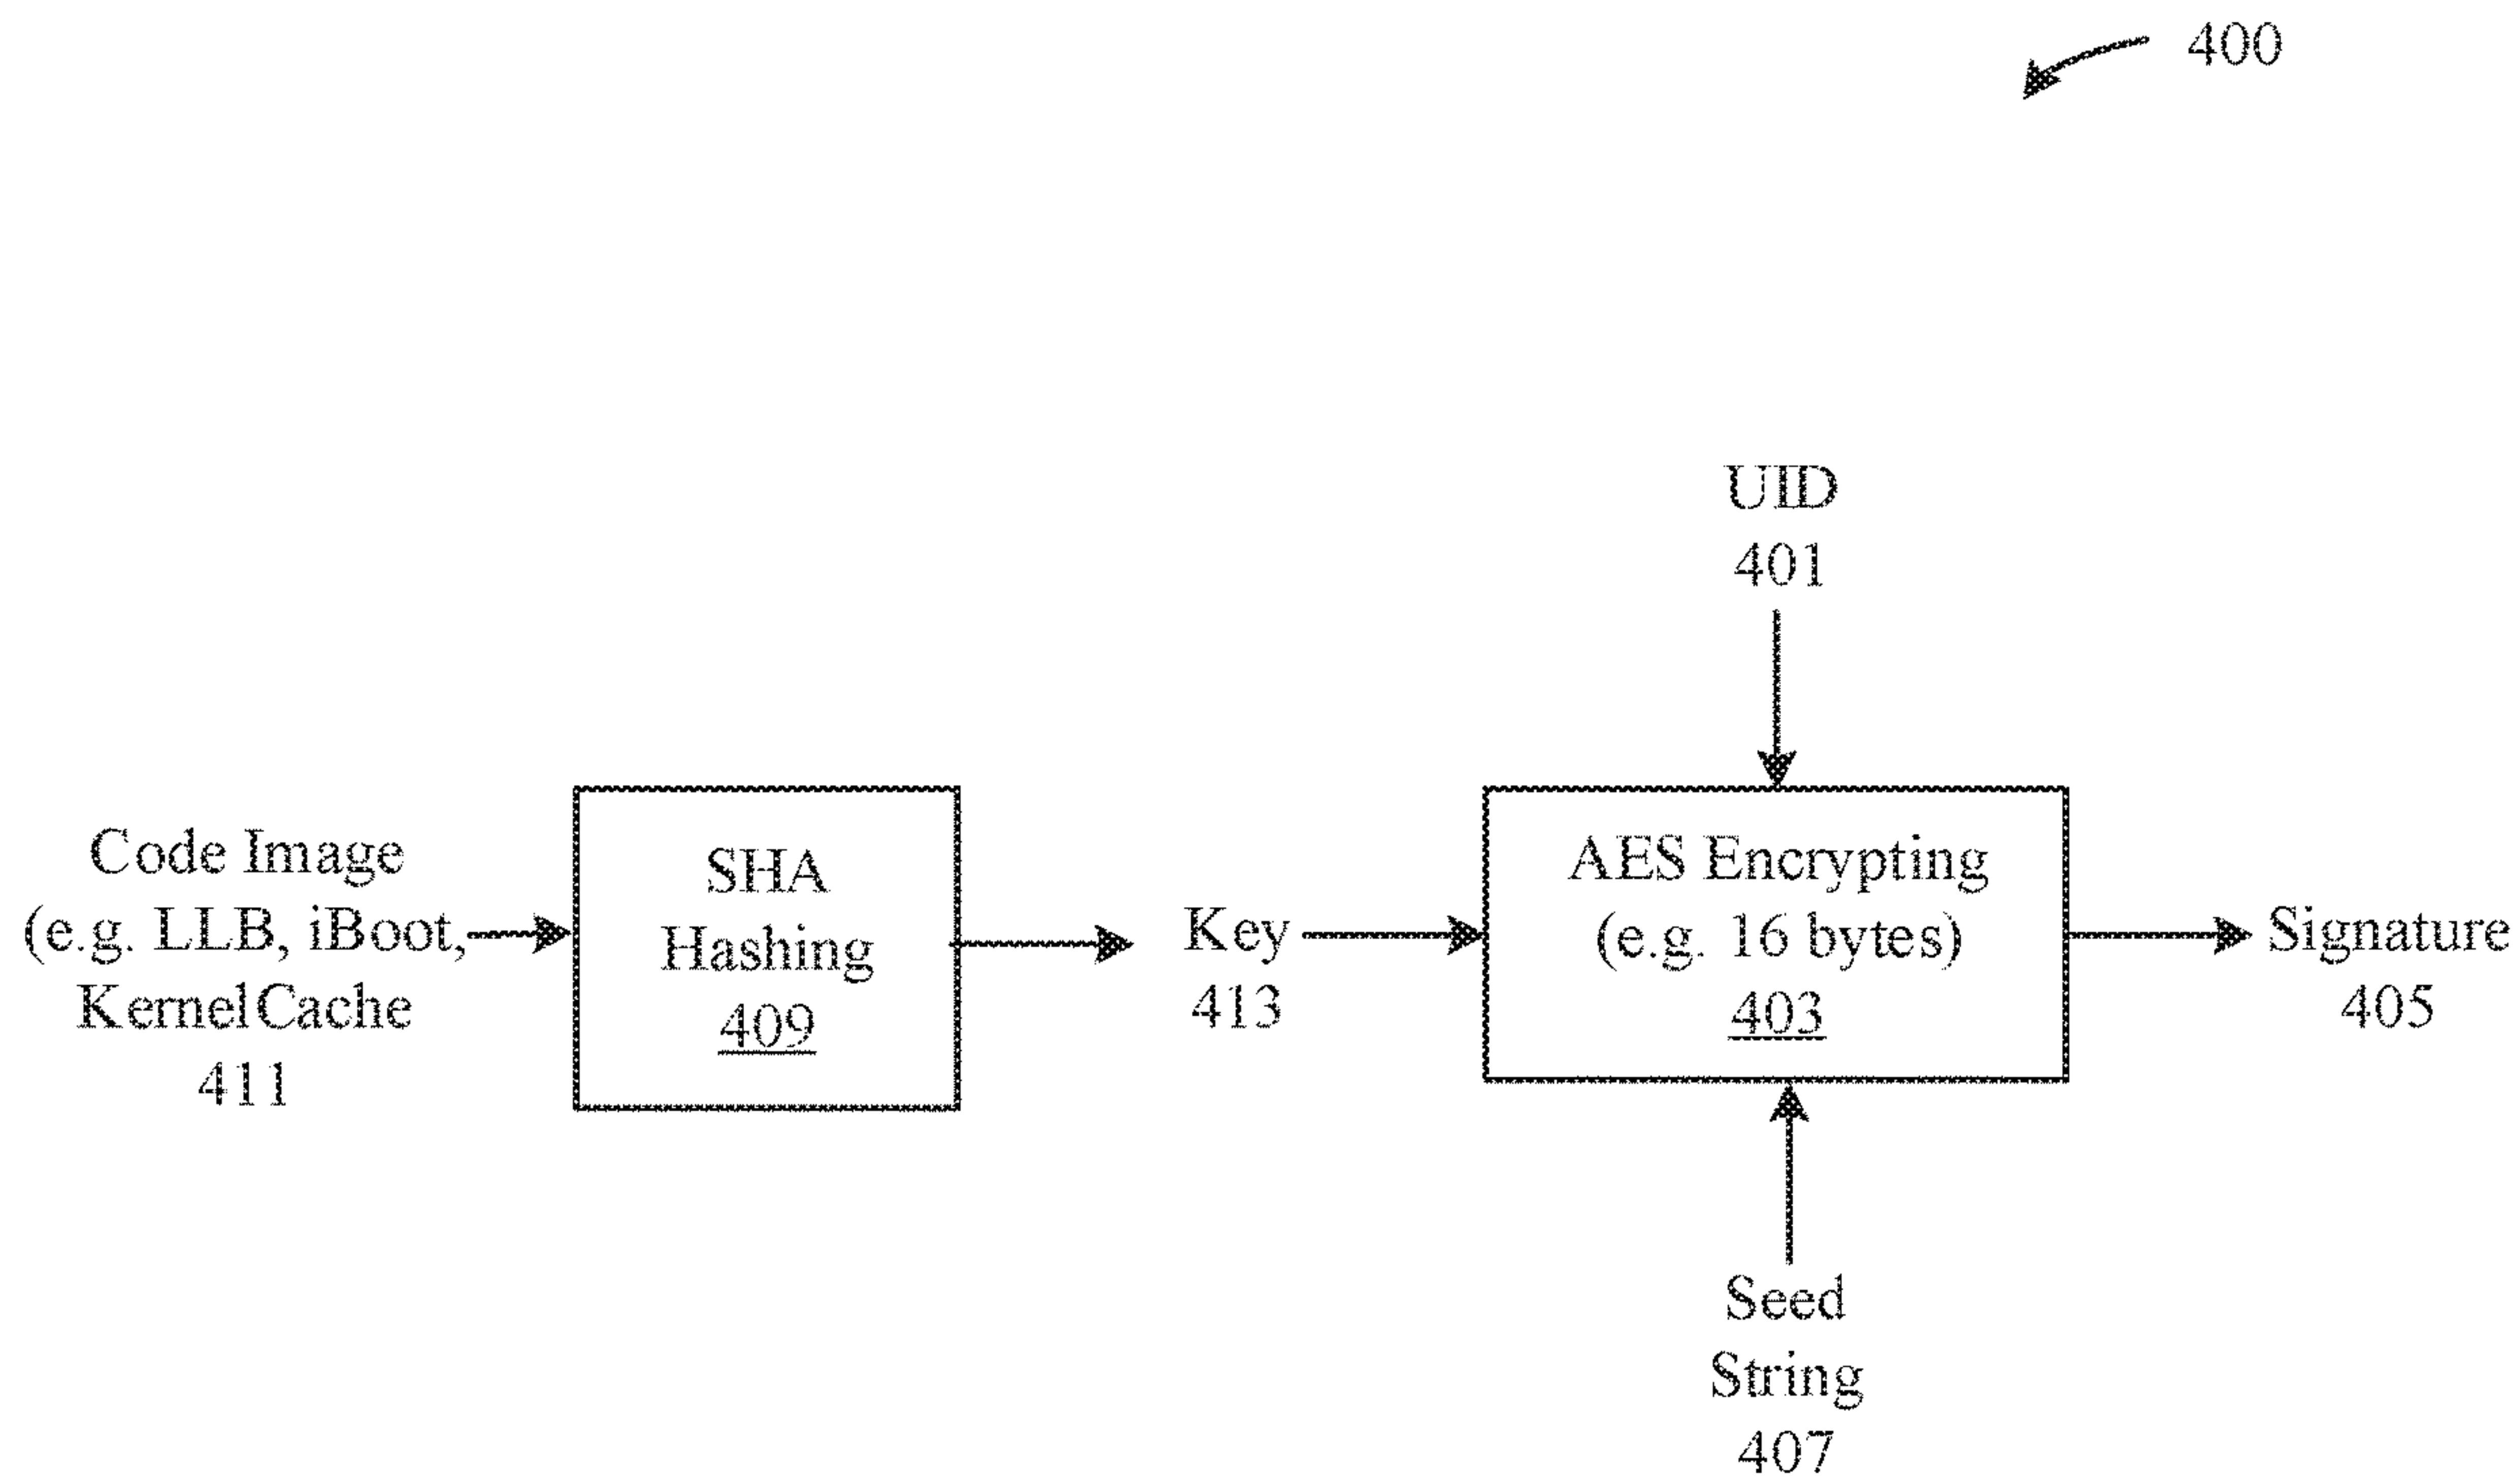 400
UID
401
Code Image
(e.g. LLB, iBoot,
KernelCache
411
SHA
Hashing
409
Key
413
AES Encrypting
(e.g. 16 bytes)
403
Signature
405
Seed
String
407